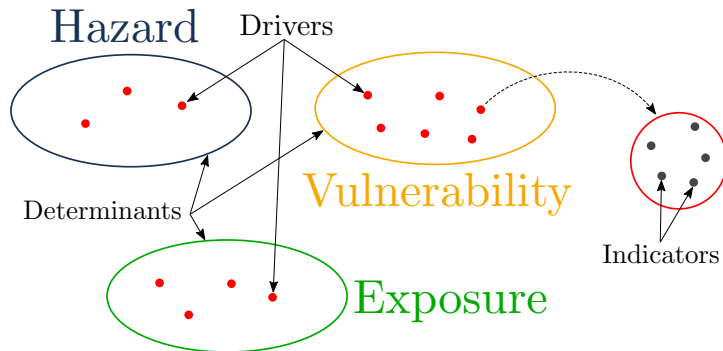 Hazard
Drivers
Vulnerability
Determinants
Indicators
Exposure